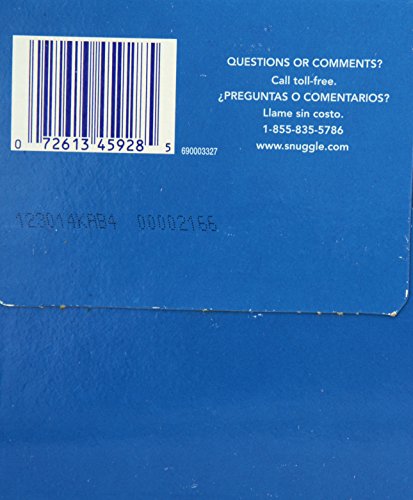 0 72613 45928 5
690003327
QUESTIONS OR COMMENTS?
Call toll-free.
¿PREGUNTAS O COMENTARIOS?
Llame sin costo.
1-855-835-5786
www.snuggle.com
12301AKAB4 00002166